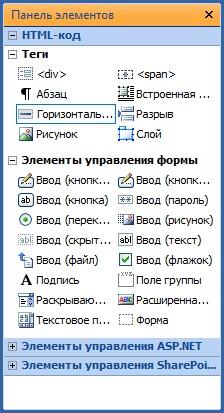 Панель элементов
HTML-код
Теги
<div> <span>
Абзац Встроенная ...
Горизонталь... Разрыв
Рисунок Слой
Элементы управления формы
Ввод (кнопк... Ввод (кнопк...
Ввод (кнопка) Ввод (пароль)
Ввод (перек... Ввод (рисунок)
Ввод (скрыт... Ввод (текст)
Ввод (файл) Ввод (флажок)
Подпись Поле группы
Раскрываю... Расширенна...
Текстовое п... Форма
Элементы управления ASP.NET
Элементы управления SharePoi...